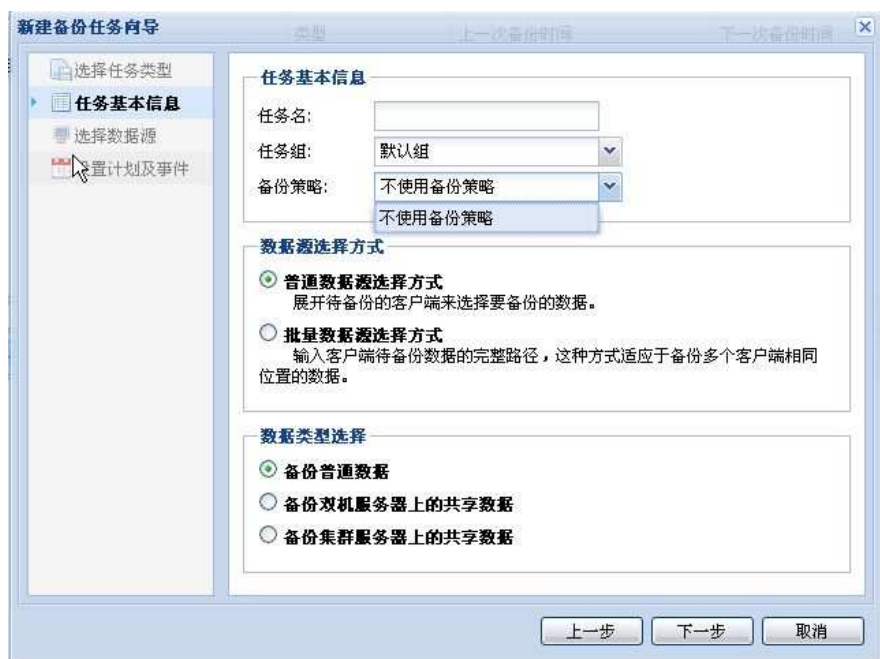 新建备份任务向导
类型 上一次备份时间 下一次备份时间
选择任务类型
任务基本信息
选择数据源
设置计划及事件
任务基本信息
任务名:
任务组: 默认组
备份策略: 不使用备份策略
不使用备份策略
数据源选择方式
普通数据源选择方式
展开待备份的客户端来选择要备份的数据。
批量数据源选择方式
输入客户端待备份数据的完整路径，这种方式适应于备份多个客户端相同
位置的数据。
数据类型选择
备份普通数据
备份双机服务器上的共享数据
备份集群服务器上的共享数据
上一步 下一步 取消